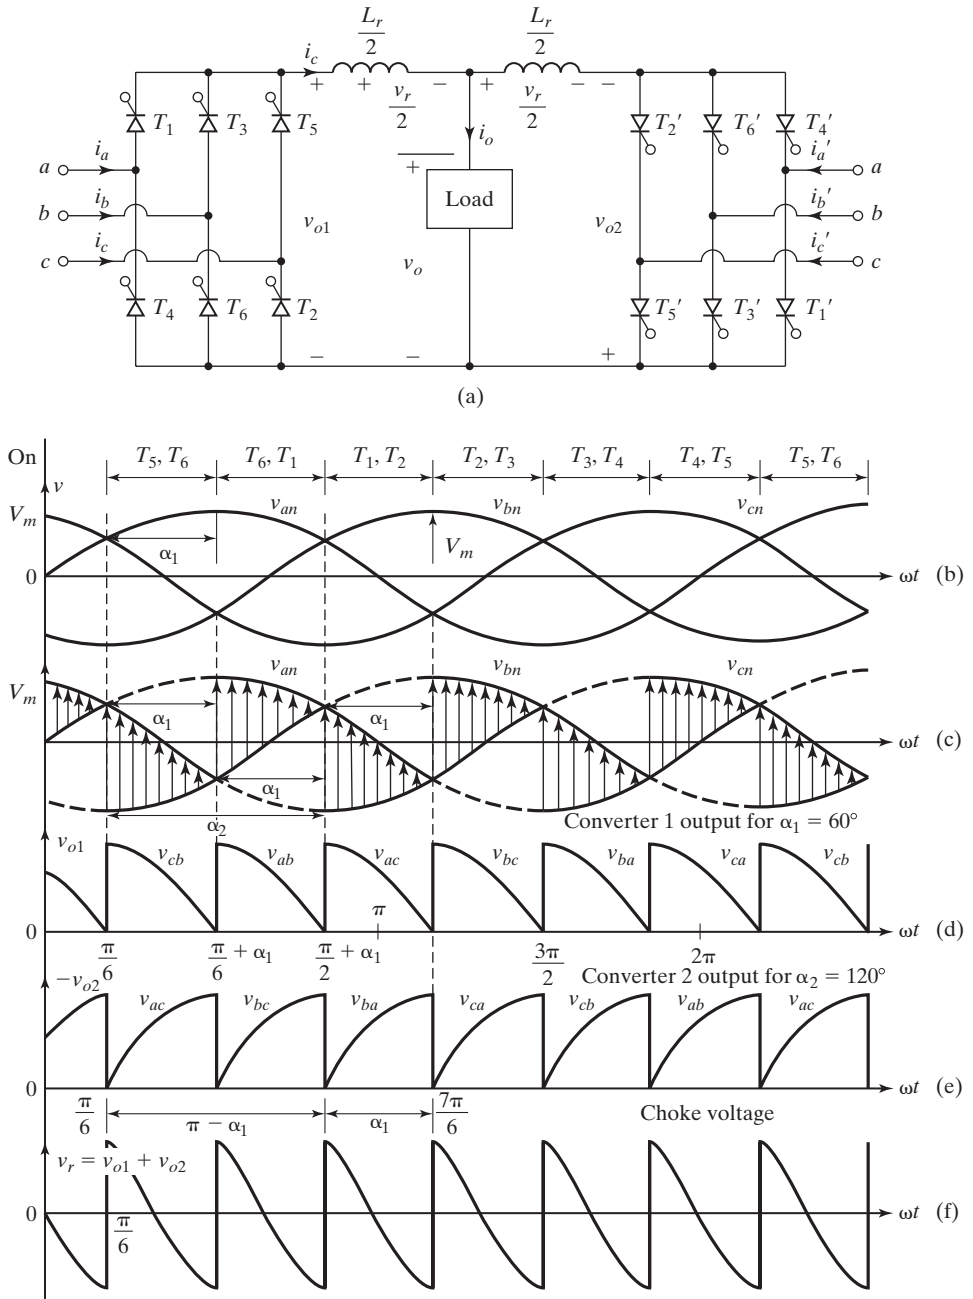 L_r/2 L_r/2
i_c
+ + v_r/2 − + v_r/2 − −
T_1 T_3 T_5 T_2′ T_6′ T_4′
i_o
a i_a i_a′ a
+
Load
b i_b i_b′ b
v_o1 v_o2
c i_c v_o i_c′ c
T_4 T_6 T_2 T_5′ T_3′ T_1′
− − +
(a)
On T_5, T_6 T_6, T_1 T_1, T_2 T_2, T_3 T_3, T_4 T_4, T_5 T_5, T_6
v
v_an v_bn v_cn
V_m
α_1 V_m
0 ωt (b)
v_an v_bn v_cn
V_m
α_1 α_1
ωt (c)
α_1
α_2 Converter 1 output for α_1 = 60°
v_o1 v_cb v_ab v_ac v_bc v_ba v_ca v_cb
π
0 ωt (d)
π/6 π/6 + α_1 π/2 + α_1 3π/2 2π
−v_o2 Converter 2 output for α_2 = 120°
v_ac v_bc v_ba v_ca v_cb v_ab v_ac
0 ωt (e)
π/6 π − α_1 α_1 7π/6 Choke voltage
v_r = v_o1 + v_o2
0 ωt (f)
π/6